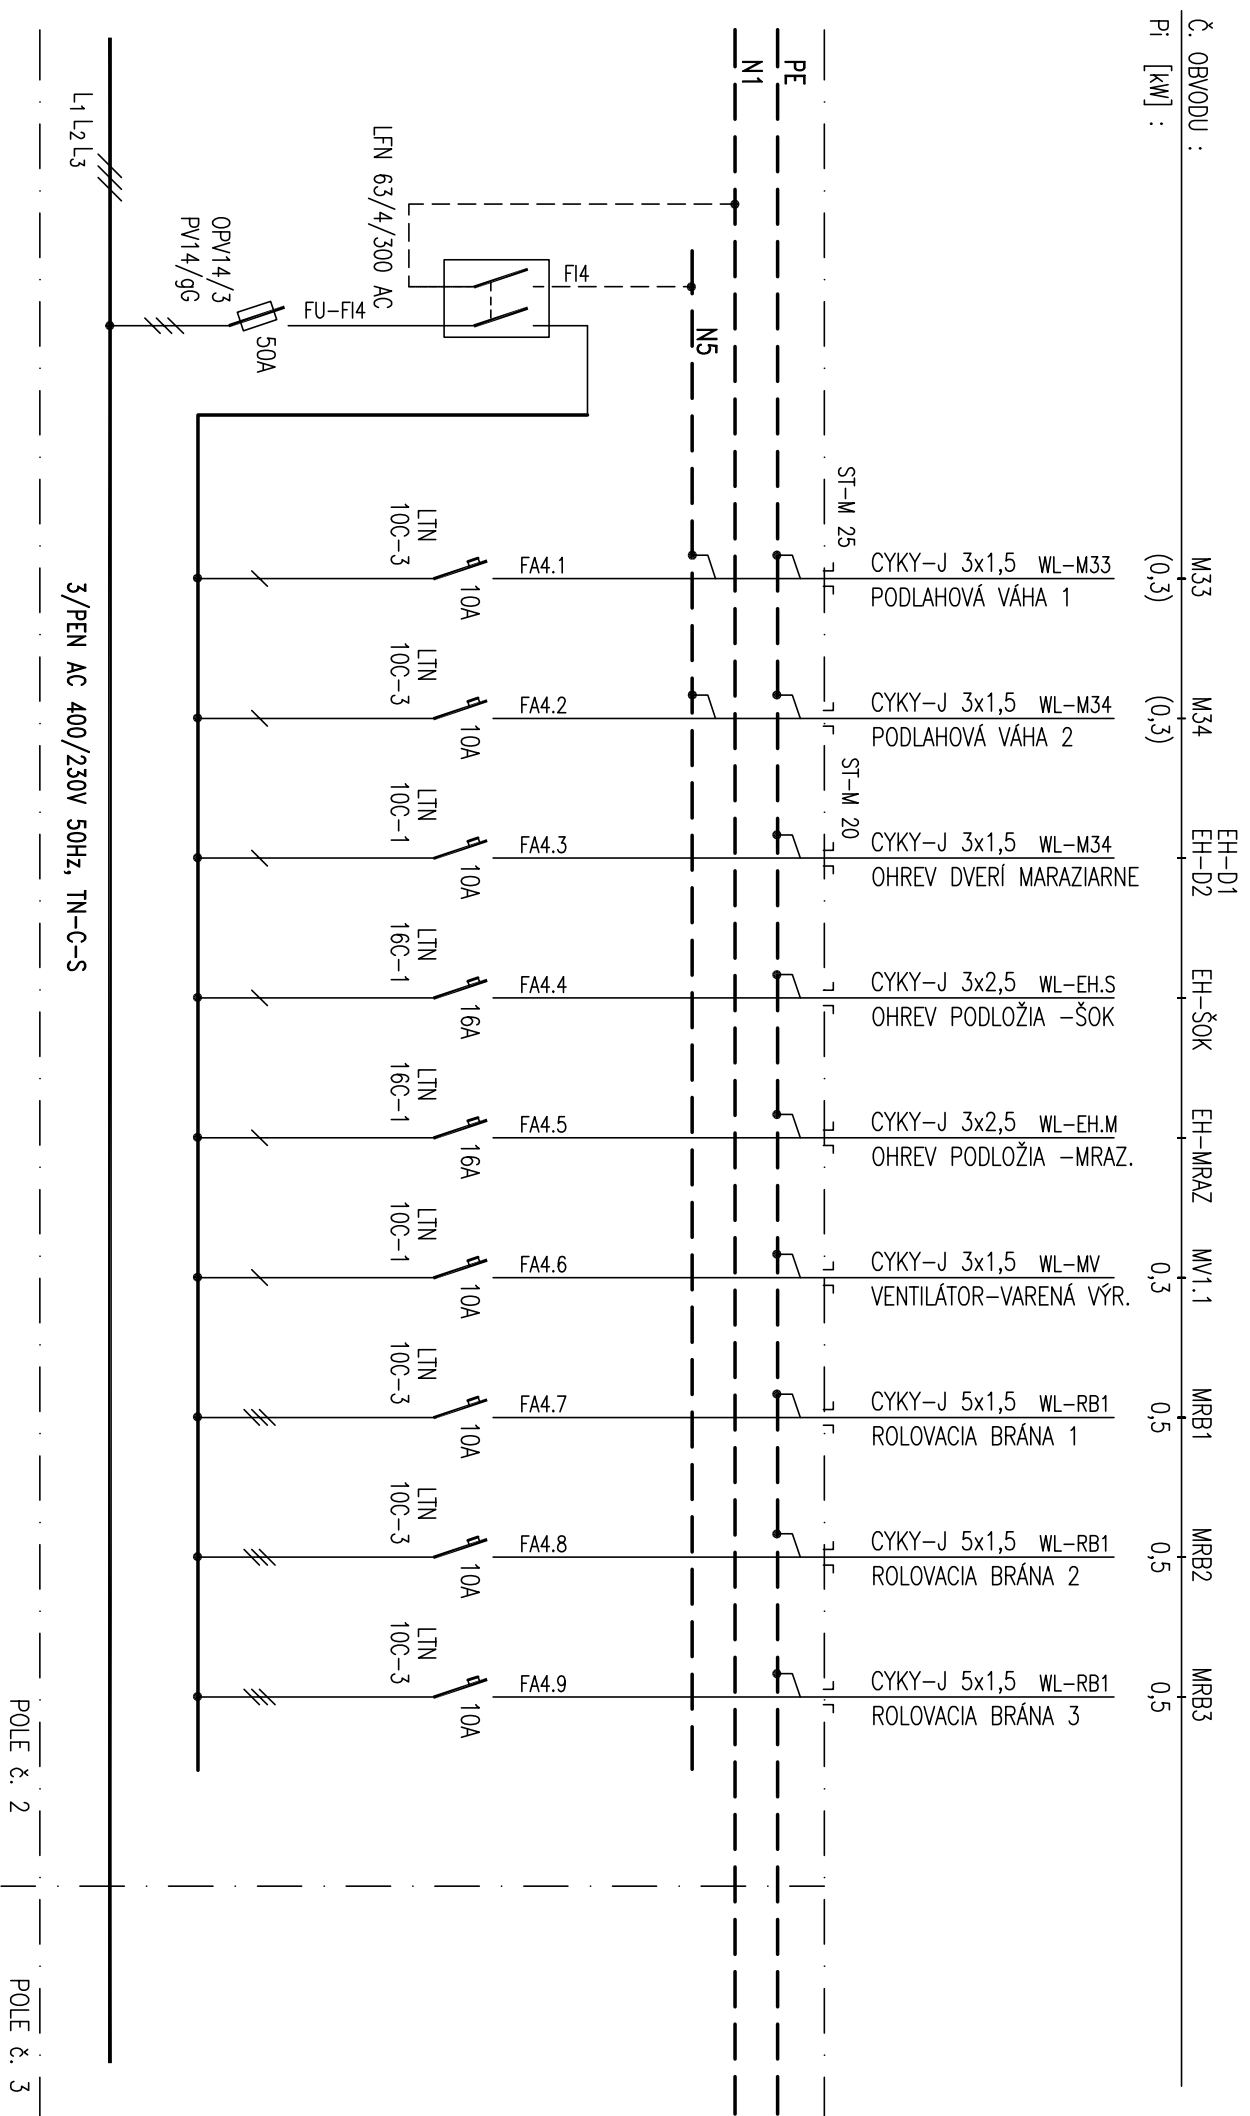 Č. OBVODU :
Pi [kW] :
M33
(0,3)
M34
(0,3)
EH-D1
EH-D2
EH-ŠOK
EH-MRAZ
MV1.1
0,3
MRB1
0,5
MRB2
0,5
MRB3
0,5
CYKY-J 3x1,5 WL-M33
PODLAHOVÁ VÁHA 1
CYKY-J 3x1,5 WL-M34
PODLAHOVÁ VÁHA 2
CYKY-J 3x1,5 WL-M34
OHREV DVERÍ MARAZIARNE
CYKY-J 3x2,5 WL-EH.S
OHREV PODLOŽIA -ŠOK
CYKY-J 3x2,5 WL-EH.M
OHREV PODLOŽIA -MRAZ.
CYKY-J 3x1,5 WL-MV
VENTILÁTOR-VARENÁ VÝR.
CYKY-J 5x1,5 WL-RB1
ROLOVACIA BRÁNA 1
CYKY-J 5x1,5 WL-RB1
ROLOVACIA BRÁNA 2
CYKY-J 5x1,5 WL-RB1
ROLOVACIA BRÁNA 3
ST-M 25
ST-M 20
PE
N1
N5
FI4
LFN 63/4/300 AC
FU-FI4
OPV14/3
PV14/gG
50A
FA4.1
LTN
10C-3
10A
FA4.2
LTN
10C-3
10A
FA4.3
LTN
10C-1
10A
FA4.4
LTN
16C-1
16A
FA4.5
LTN
16C-1
16A
FA4.6
LTN
10C-1
10A
FA4.7
LTN
10C-3
10A
FA4.8
LTN
10C-3
10A
FA4.9
LTN
10C-3
10A
L1 L2 L3
3/PEN AC 400/230V 50Hz, TN-C-S
POLE č. 2
POLE č. 3